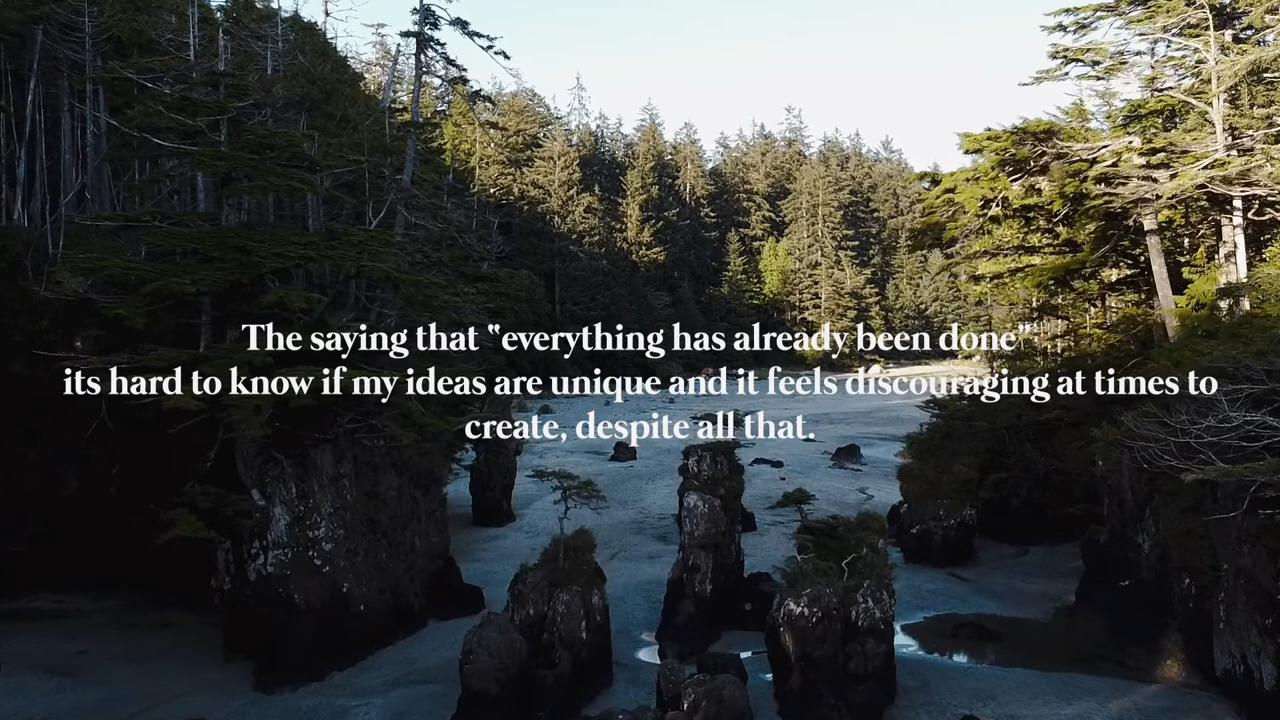 The saying that “everything has already been done”
its hard to know if my ideas are unique and it feels discouraging at times to
create, despite all that.